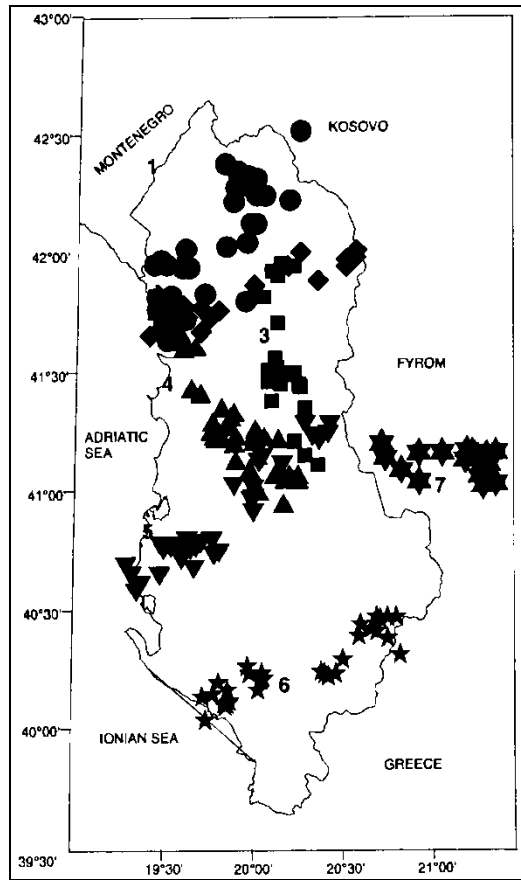 43°00'
42°30'
42°00'
41°30'
41°00'
40°30'
40°00'
39°30'
MONTENEGRO
KOSOVO
1
3
FYROM
4
ADRIATIC
SEA
7
5
6
IONIAN SEA
GREECE
19°30' 20°00' 20°30' 21°00'